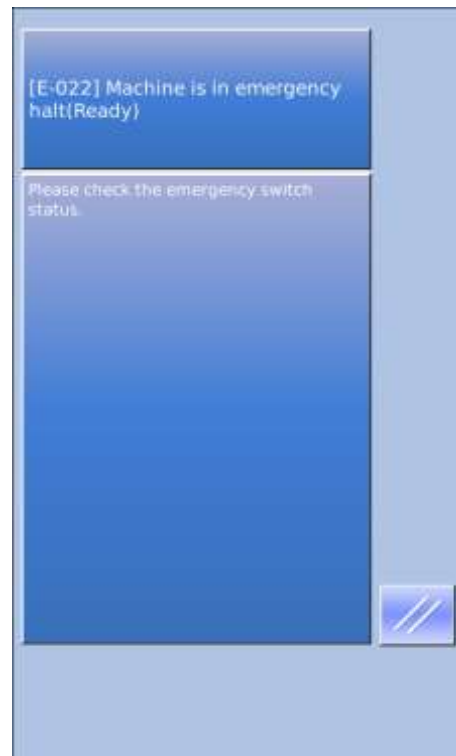 [E-022] Machine is in emergency
halt(Ready)
Please check the emergency switch
status.